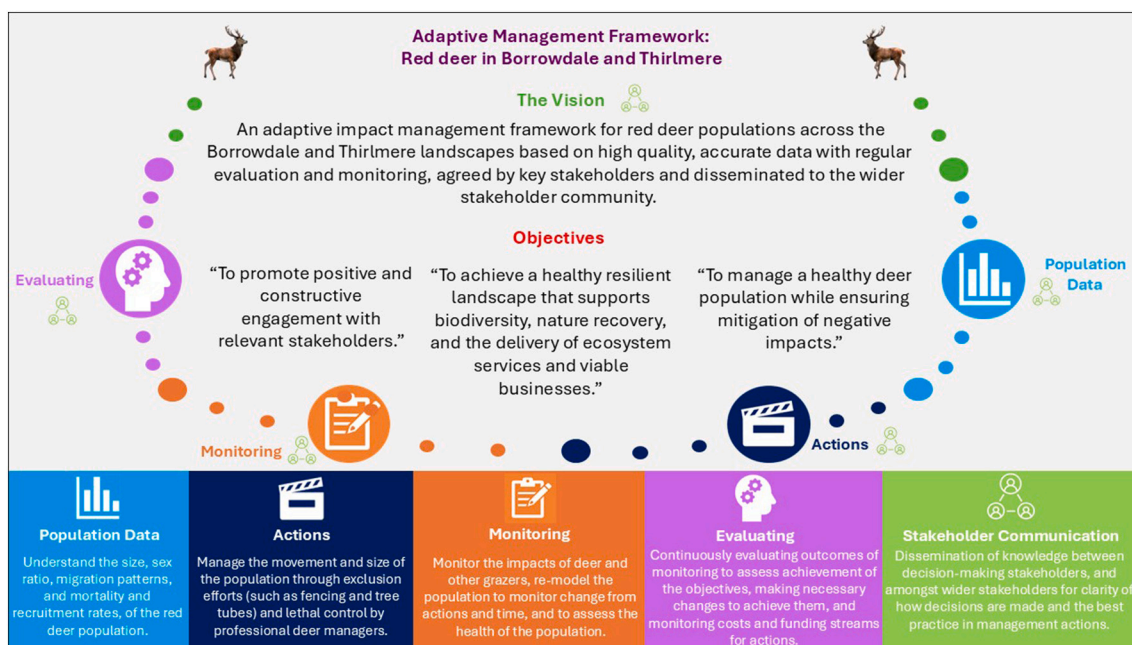 Adaptive Management Framework:
Red deer in Borrowdale and Thirlmere
The Vision
An adaptive impact management framework for red deer populations across the
Borrowdale and Thirlmere landscapes based on high quality, accurate data with regular
evaluation and monitoring, agreed by key stakeholders and disseminated to the wider
stakeholder community.
Objectives
“To promote positive and
constructive
engagement with
relevant stakeholders.”
“To achieve a healthy resilient
landscape that supports
biodiversity, nature recovery,
and the delivery of ecosystem
services and viable
businesses.”
“To manage a healthy deer
population while ensuring
mitigation of negative
impacts.”
Evaluating
Population
Data
Monitoring
Actions
Population Data
Understand the size, sex
ratio, migration patterns,
and mortality and
recruitment rates, of the red
deer population.
Actions
Manage the movement and size of
the population through exclusion
efforts (such as fencing and tree
tubes) and lethal control by
professional deer managers.
Monitoring
Monitor the impacts of deer and
other grazers, re-model the
population to monitor change from
actions and time, and to assess the
health of the population.
Evaluating
Continuously evaluating outcomes of
monitoring to assess achievement of
the objectives, making necessary
changes to achieve them, and
monitoring costs and funding streams
for actions.
Stakeholder Communication
Dissemination of knowledge between
decision-making stakeholders, and
amongst wider stakeholders for clarity of
how decisions are made and the best
practice in management actions.